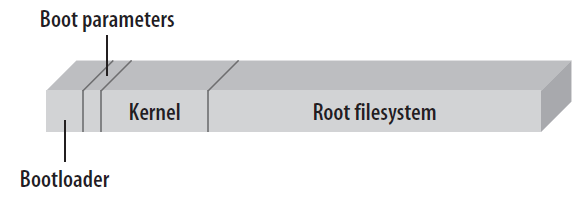 Boot parameters
Kernel
Root filesystem
Bootloader